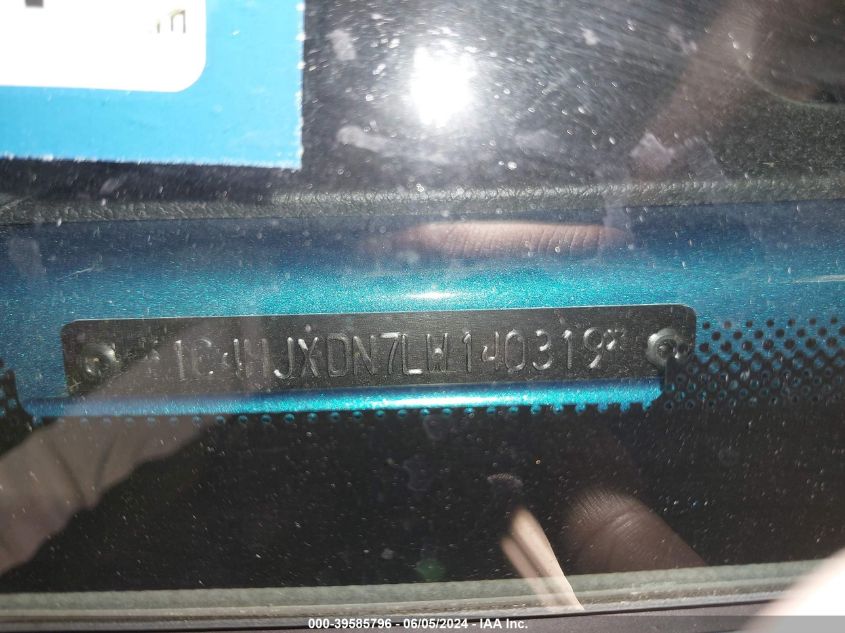 *1C4HJXDN7LW140319*
000-39585796 - 06/05/2024 - IAA Inc.